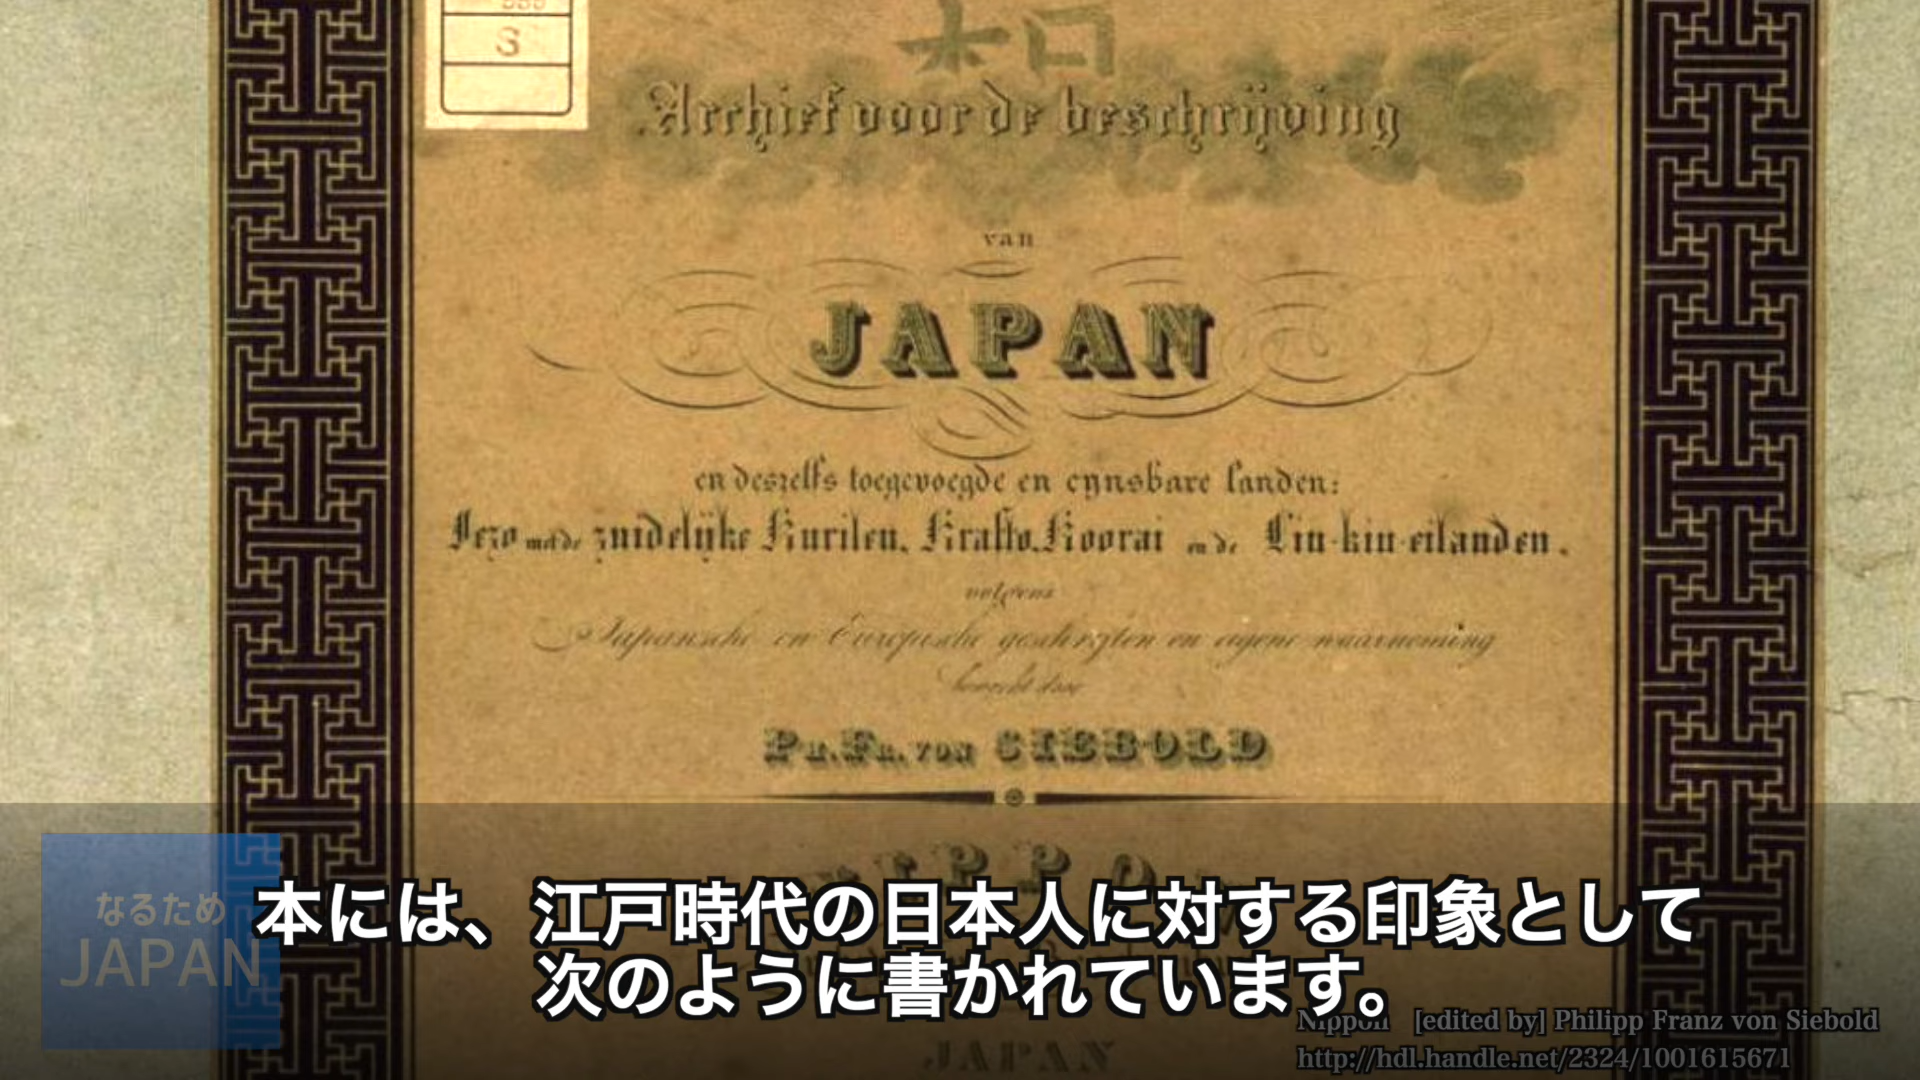 S
Archief voor de beschrijving
van
JAPAN
en deszelfs toegevoegde en cynsbare landen:
Jezo met de zuidelijke Kurilen, Krafto, Koorai en de Liu-kiu-eilanden.
volgens
Japansche en Europische geschriften en eigene waarneming
bewerkt door
PH. FR. VON SIEBOLD
本には、江戸時代の日本人に対する印象として
次のように書かれています。
なるため
JAPAN
JAPAN
Nippon [edited by] Philipp Franz von Siebold
http://hdl.handle.net/2324/1001615671